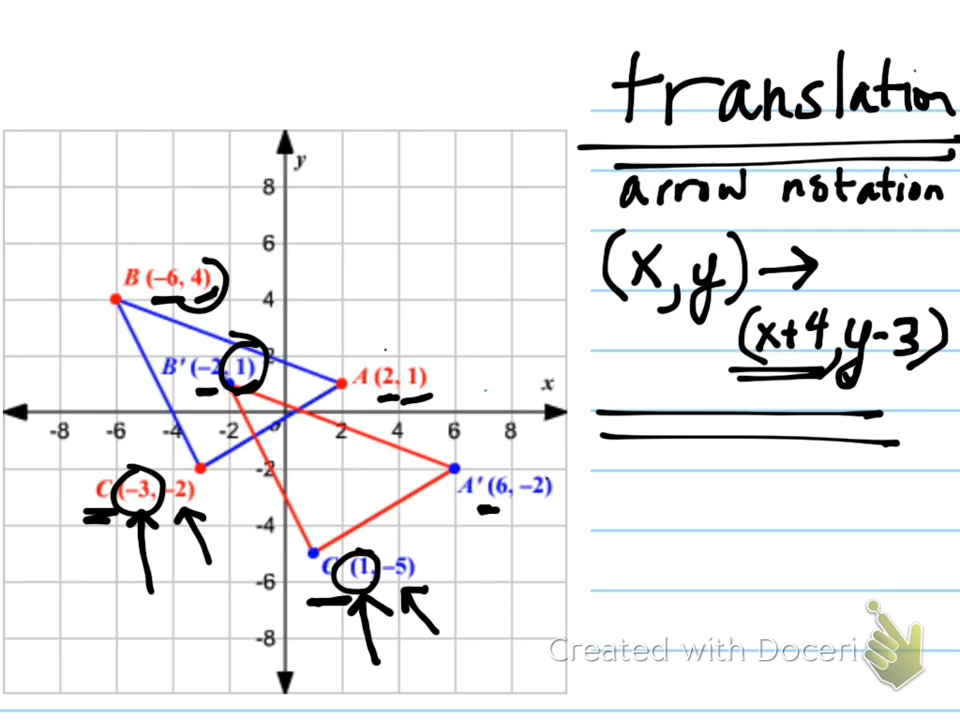 translation
arrow notation
(x, y) →
(x+4, y-3)
y
8
6
B (–6, 4)
4
2
B' (–2, 1)
A (2, 1)
x
-8 -6 -4 -2 2 4 6 8
o
-2
C (–3, –2)
A' (6, –2)
-4
C (1, –5)
-6
-8
Created with Doceri